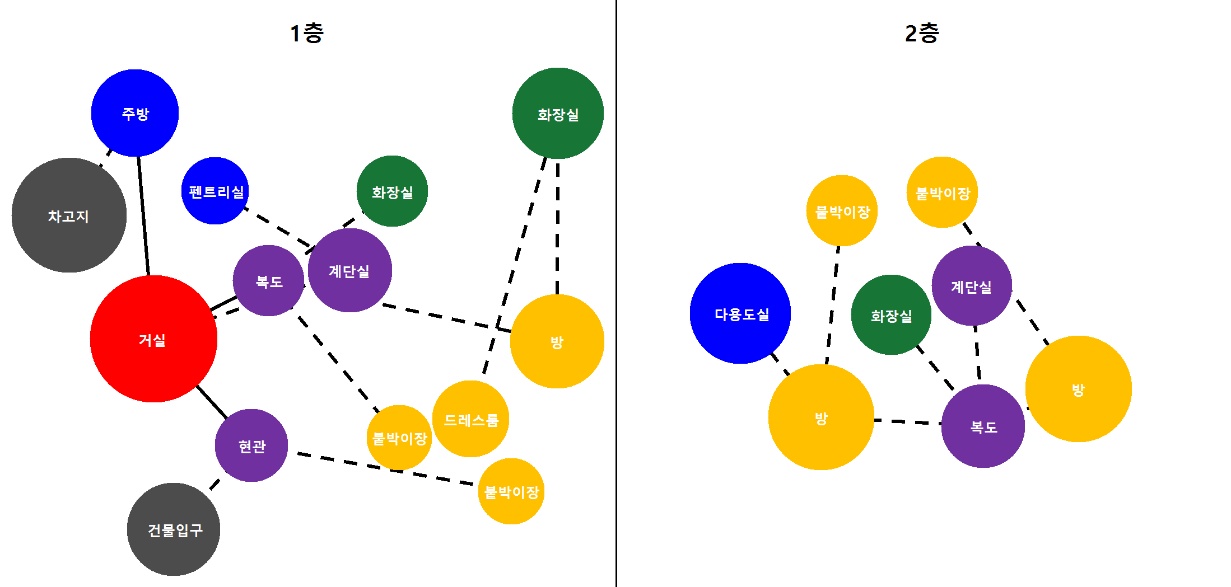 1층
주방
화장실
펜트리실
화장실
차고지
복도
계단실
거실
방
드레스룸
붙박이장
현관
붙박이장
건물입구
2층
붙박이장
붙박이장
계단실
다용도실
화장실
방
방
복도